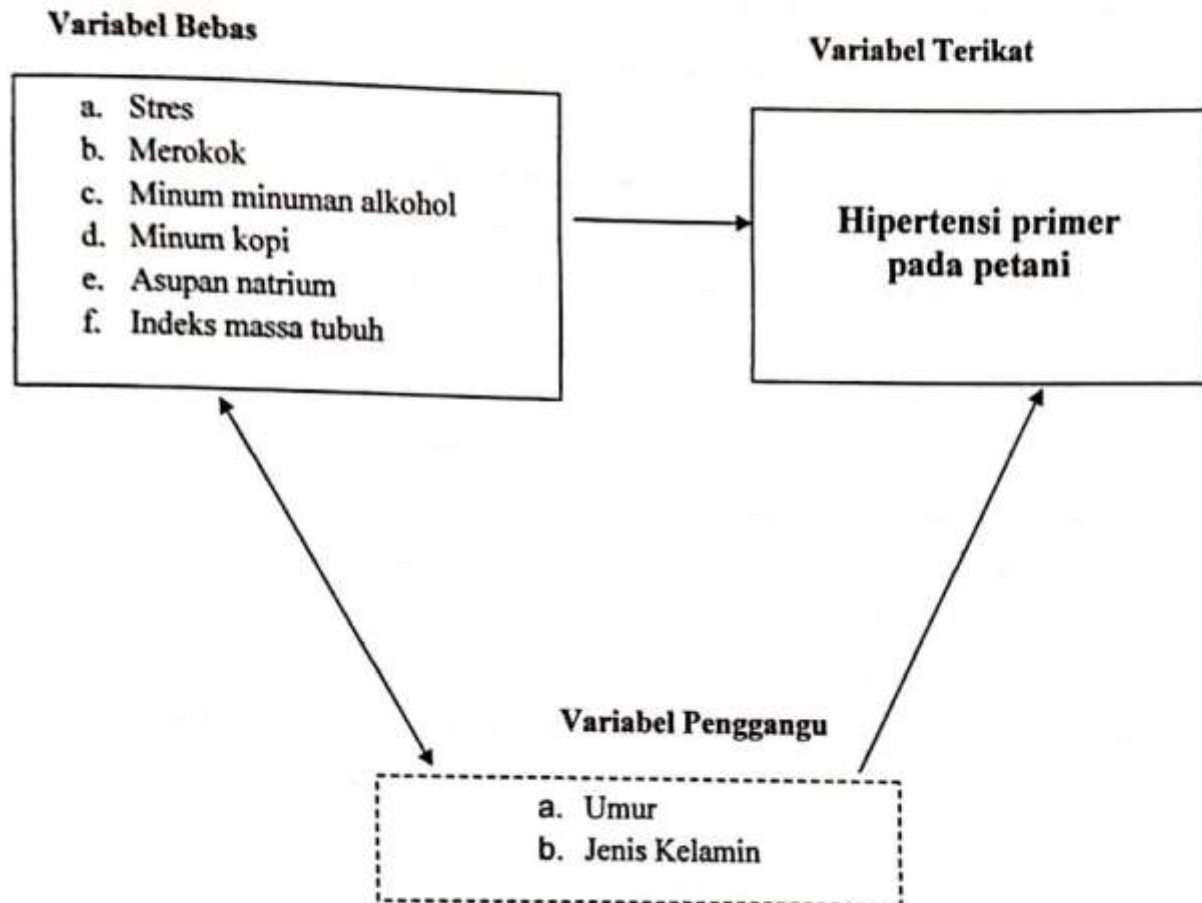 Variabel Bebas
a. Stres
b. Merokok
c. Minum minuman alkohol
d. Minum kopi
e. Asupan natrium
f. Indeks massa tubuh
Variabel Terikat
Hipertensi primer
pada petani
Variabel Penggangu
a. Umur
b. Jenis Kelamin